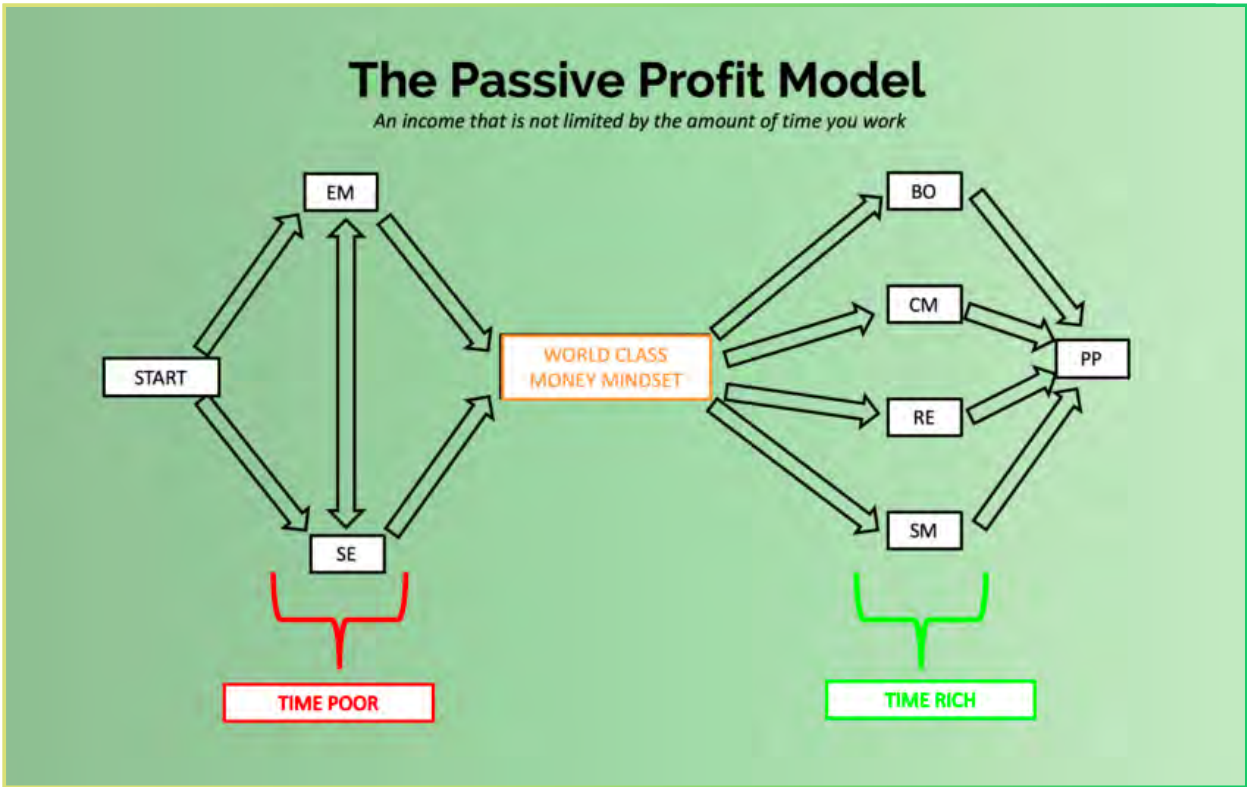 The Passive Profit Model
An income that is not limited by the amount of time you work
EM
BO
CM
START
WORLD CLASS
MONEY MINDSET
PP
RE
SE
SM
TIME POOR
TIME RICH